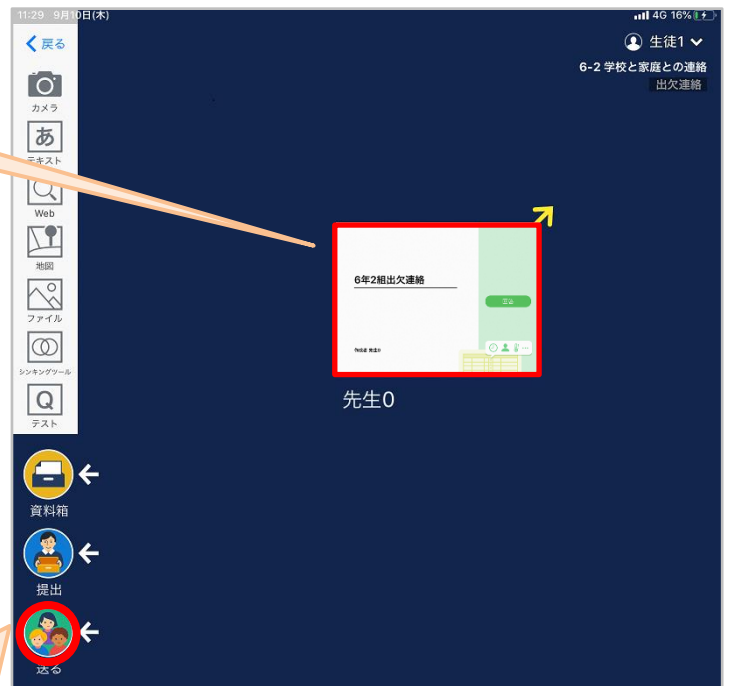 11:29 9月10日(木)
4G 16%
戻る
生徒1
6-2 学校と家庭との連絡
出欠連絡
カメラ
あ
テキスト
Web
地図
ファイル
シンキングツール
Q
テスト
6年2組出欠連絡
先生0
資料箱
提出
送る